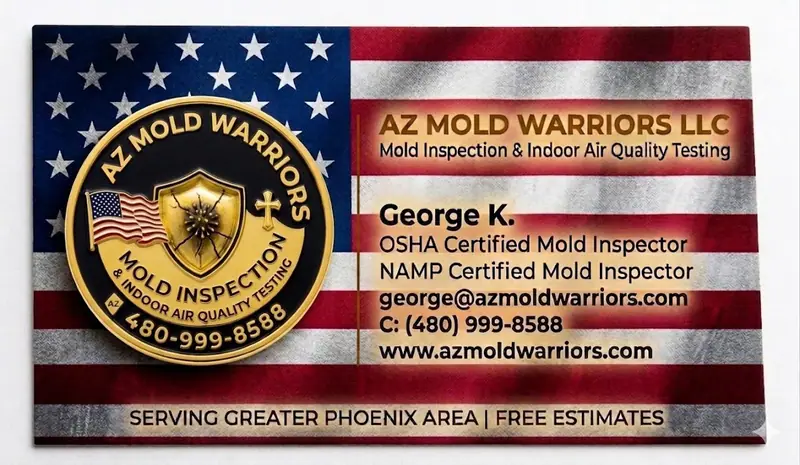 AZ MOLD WARRIORS
MOLD INSPECTION
& INDOOR AIR QUALITY TESTING
AZ
480-999-8588
AZ MOLD WARRIORS LLC
Mold Inspection & Indoor Air Quality Testing
George K.
OSHA Certified Mold Inspector
NAMP Certified Mold Inspector
george@azmoldwarriors.com
C: (480) 999-8588
www.azmoldwarriors.com
SERVING GREATER PHOENIX AREA | FREE ESTIMATES